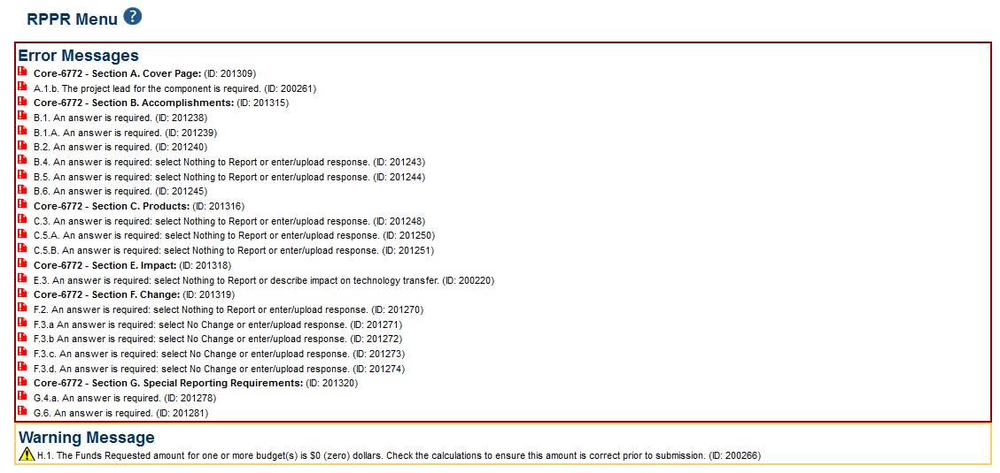 RPPR Menu ?
Error Messages
Core-6772 - Section A. Cover Page: (ID: 201309)
A.1.b. The project lead for the component is required. (ID: 200261)
Core-6772 - Section B. Accomplishments: (ID: 201315)
B.1. An answer is required. (ID: 201238)
B.1.A. An answer is required. (ID: 201239)
B.2. An answer is required. (ID: 201240)
B.4. An answer is required: select Nothing to Report or enter/upload response. (ID: 201243)
B.5. An answer is required: select Nothing to Report or enter/upload response. (ID: 201244)
B.6. An answer is required. (ID: 201245)
Core-6772 - Section C. Products: (ID: 201316)
C.3. An answer is required: select Nothing to Report or enter/upload response. (ID: 201248)
C.5.A. An answer is required: select Nothing to Report or enter/upload response. (ID: 201250)
C.5.B. An answer is required: select Nothing to Report or enter/upload response. (ID: 201251)
Core-6772 - Section E. Impact: (ID: 201318)
E.3. An answer is required: select Nothing to Report or describe impact on technology transfer. (ID: 200220)
Core-6772 - Section F. Change: (ID: 201319)
F.2. An answer is required: select Nothing to Report or enter/upload response. (ID: 201270)
F.3.a An answer is required: select No Change or enter/upload response. (ID: 201271)
F.3.b An answer is required: select No Change or enter/upload response. (ID: 201272)
F.3.c. An answer is required: select No Change or enter/upload response. (ID: 201273)
F.3.d. An answer is required: select No Change or enter/upload response. (ID: 201274)
Core-6772 - Section G. Special Reporting Requirements: (ID: 201320)
G.4.a. An answer is required. (ID: 201278)
G.6. An answer is required. (ID: 201281)
Warning Message
H.1. The Funds Requested amount for one or more budget(s) is $0 (zero) dollars. Check the calculations to ensure this amount is correct prior to submission. (ID: 200266)